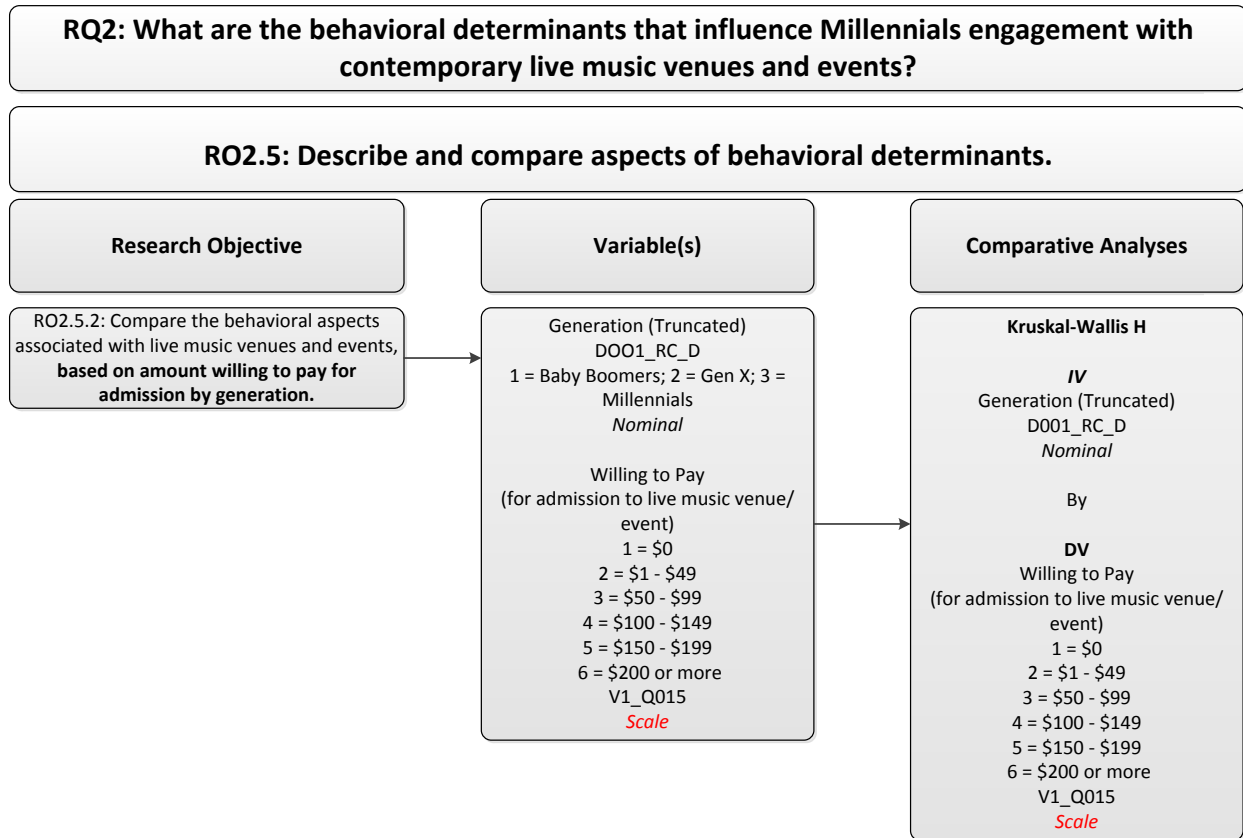 RQ2: What are the behavioral determinants that influence Millennials engagement with
contemporary live music venues and events?
RO2.5: Describe and compare aspects of behavioral determinants.
Research Objective
Variable(s)
Comparative Analyses
RO2.5.2: Compare the behavioral aspects
associated with live music venues and events,
based on amount willing to pay for
admission by generation.
Generation (Truncated)
DOO1_RC_D
1 = Baby Boomers; 2 = Gen X; 3 =
Millennials
Nominal
Willing to Pay
(for admission to live music venue/
event)
1 = $0
2 = $1 - $49
3 = $50 - $99
4 = $100 - $149
5 = $150 - $199
6 = $200 or more
V1_Q015
Scale
Kruskal-Wallis H
IV
Generation (Truncated)
D001_RC_D
Nominal
By
DV
Willing to Pay
(for admission to live music venue/
event)
1 = $0
2 = $1 - $49
3 = $50 - $99
4 = $100 - $149
5 = $150 - $199
6 = $200 or more
V1_Q015
Scale